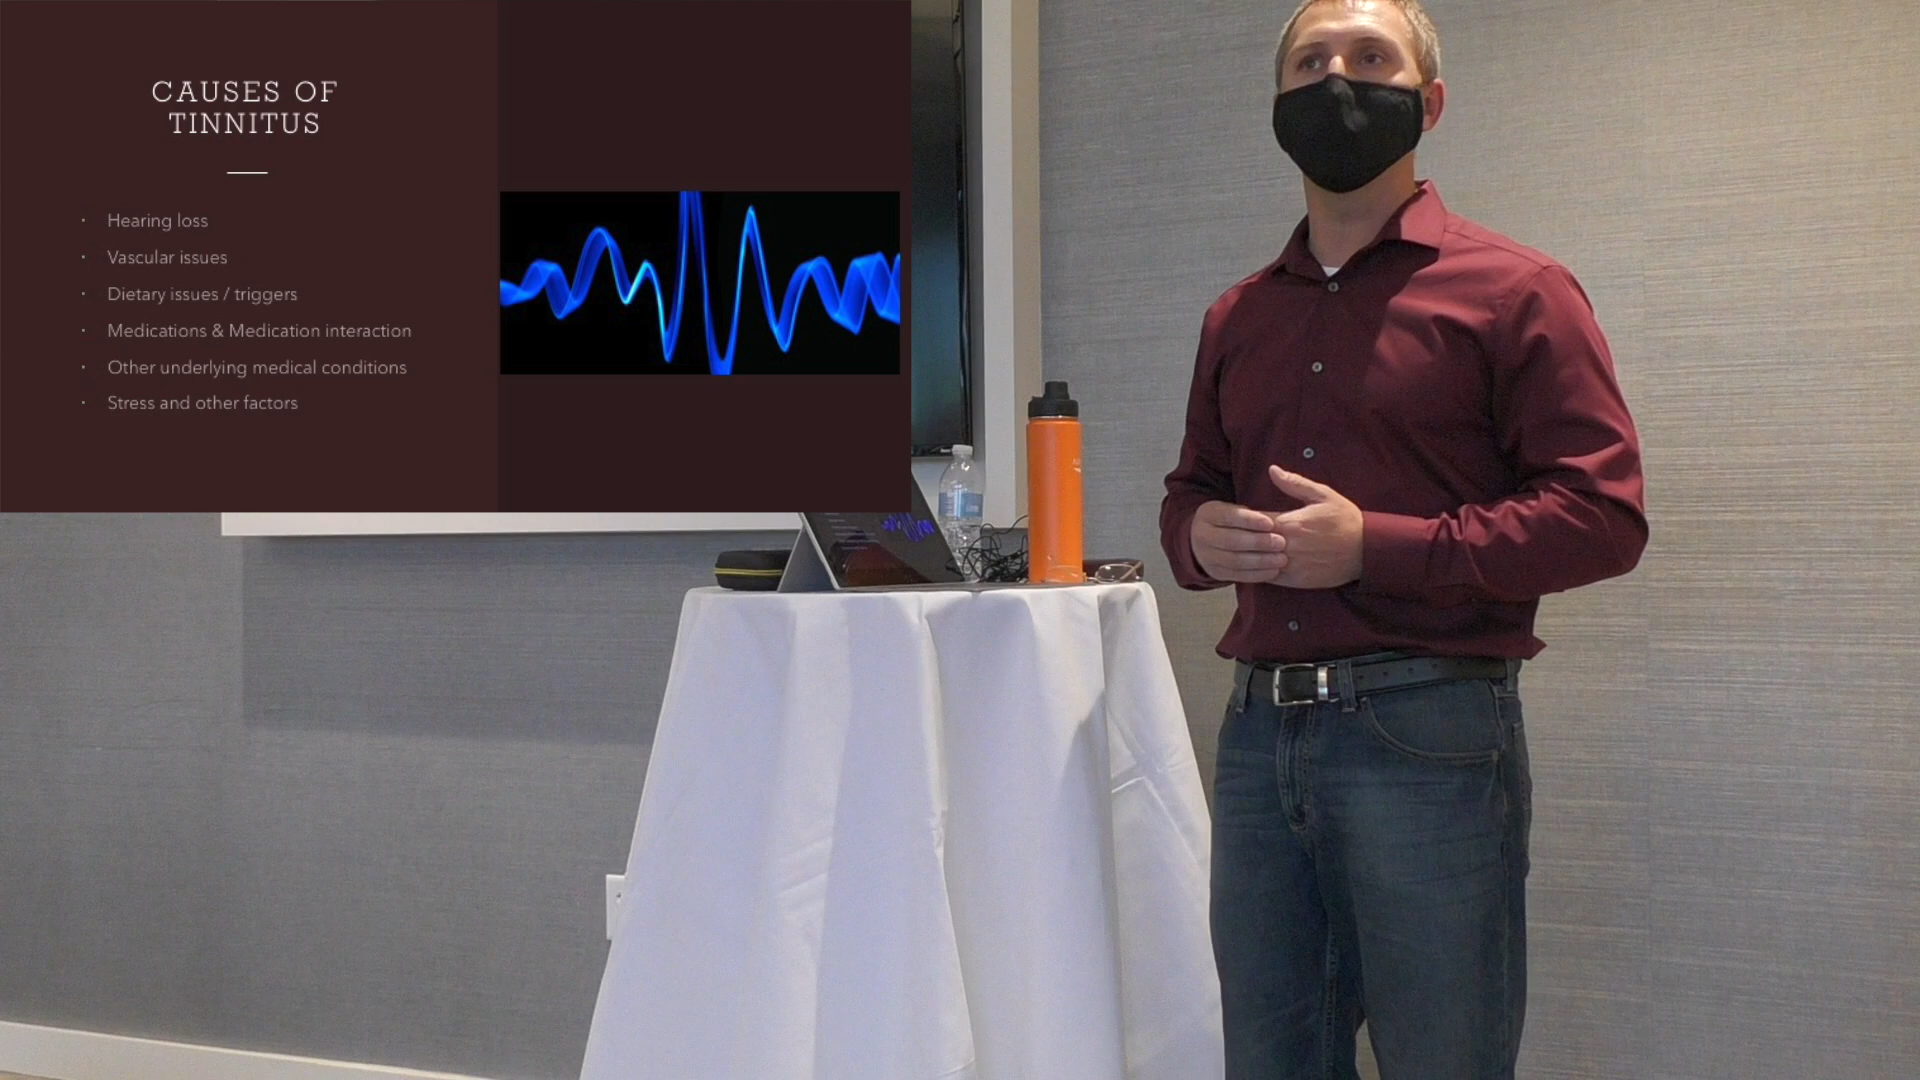 CAUSES OF
TINNITUS
· Hearing loss
· Vascular issues
· Dietary issues / triggers
· Medications & Medication interaction
· Other underlying medical conditions
· Stress and other factors